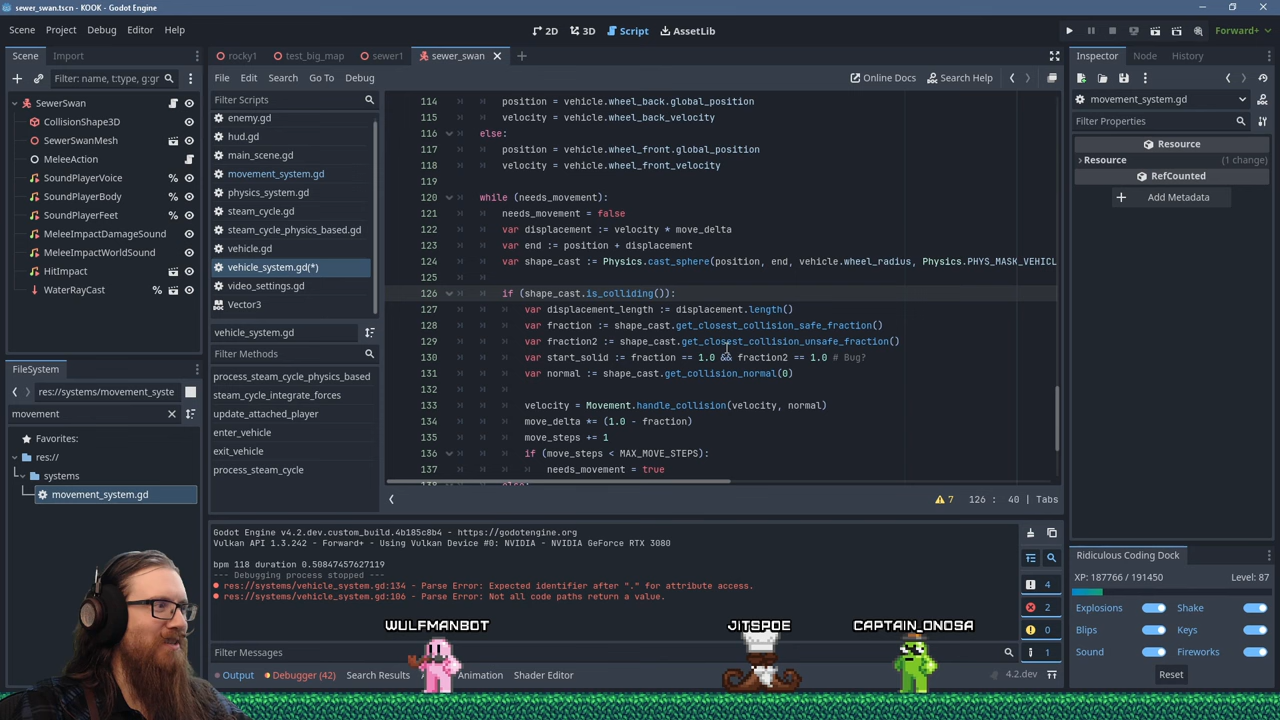 sewer_swan.tscn - KOOK - Godot Engine
Scene Project Debug Editor Help
2D 3D Script AssetLib
Forward+
Scene Import
Filter: name, t:type, g:gr
SewerSwan
CollisionShape3D
SewerSwanMesh
MeleeAction
SoundPlayerVoice
SoundPlayerBody
SoundPlayerFeet
MeleeImpactDamageSound
MeleeImpactWorldSound
HitImpact
WaterRayCast
FileSystem
res://systems/movement_syste
movement
Favorites:
res://
systems
movement_system.gd
rocky1 test_big_map sewer1 sewer_swan
File Edit Search Go To Debug
Online Docs Search Help
Filter Scripts
enemy.gd
hud.gd
main_scene.gd
movement_system.gd
physics_system.gd
steam_cycle.gd
steam_cycle_physics_based.gd
vehicle.gd
vehicle_system.gd(*)
video_settings.gd
Vector3
vehicle_system.gd
Filter Methods
process_steam_cycle_physics_based
steam_cycle_integrate_forces
update_attached_player
enter_vehicle
exit_vehicle
process_steam_cycle
114 position = vehicle.wheel_back.global_position
115 velocity = vehicle.wheel_back_velocity
116 else:
117 position = vehicle.wheel_front.global_position
118 velocity = vehicle.wheel_front_velocity
119
120 while (needs_movement):
121 needs_movement = false
122 var displacement := velocity * move_delta
123 var end := position + displacement
124 var shape_cast := Physics.cast_sphere(position, end, vehicle.wheel_radius, Physics.PHYS_MASK_VEHICL
125
126 if (shape_cast.is_colliding()):
127 var displacement_length := displacement.length()
128 var fraction := shape_cast.get_closest_collision_safe_fraction()
129 var fraction2 := shape_cast.get_closest_collision_unsafe_fraction()
130 var start_solid := fraction == 1.0 && fraction2 == 1.0 # Bug?
131 var normal := shape_cast.get_collision_normal(0)
132
133 velocity = Movement.handle_collision(velocity, normal)
134 move_delta *= (1.0 - fraction)
135 move_steps += 1
136 if (move_steps < MAX_MOVE_STEPS):
137 needs_movement = true
138 else:
7 126 : 40 | Tabs
Godot Engine v4.2.dev.custom_build.4b185c8b4 - https://godotengine.org
Vulkan API 1.3.242 - Forward+ - Using Vulkan Device #0: NVIDIA - NVIDIA GeForce RTX 3080
bpm 118 duration 0.50847457627119
--- Debugging process stopped ---
res://systems/vehicle_system.gd:134 - Parse Error: Expected identifier after "." for attribute access.
res://systems/vehicle_system.gd:106 - Parse Error: Not all code paths return a value.
4
2
0
1
WULFMANBOT JITSPOE CAPTAIN_ONOSA
Filter Messages
Output Debugger (42) Search Results Animation Shader Editor
4.2.dev
Inspector Node History
movement_system.gd
Filter Properties
Resource
Resource (1 change)
RefCounted
Add Metadata
Ridiculous Coding Dock
XP: 187766 / 191450 Level: 87
Explosions Shake
Blips Keys
Sound Fireworks
Reset